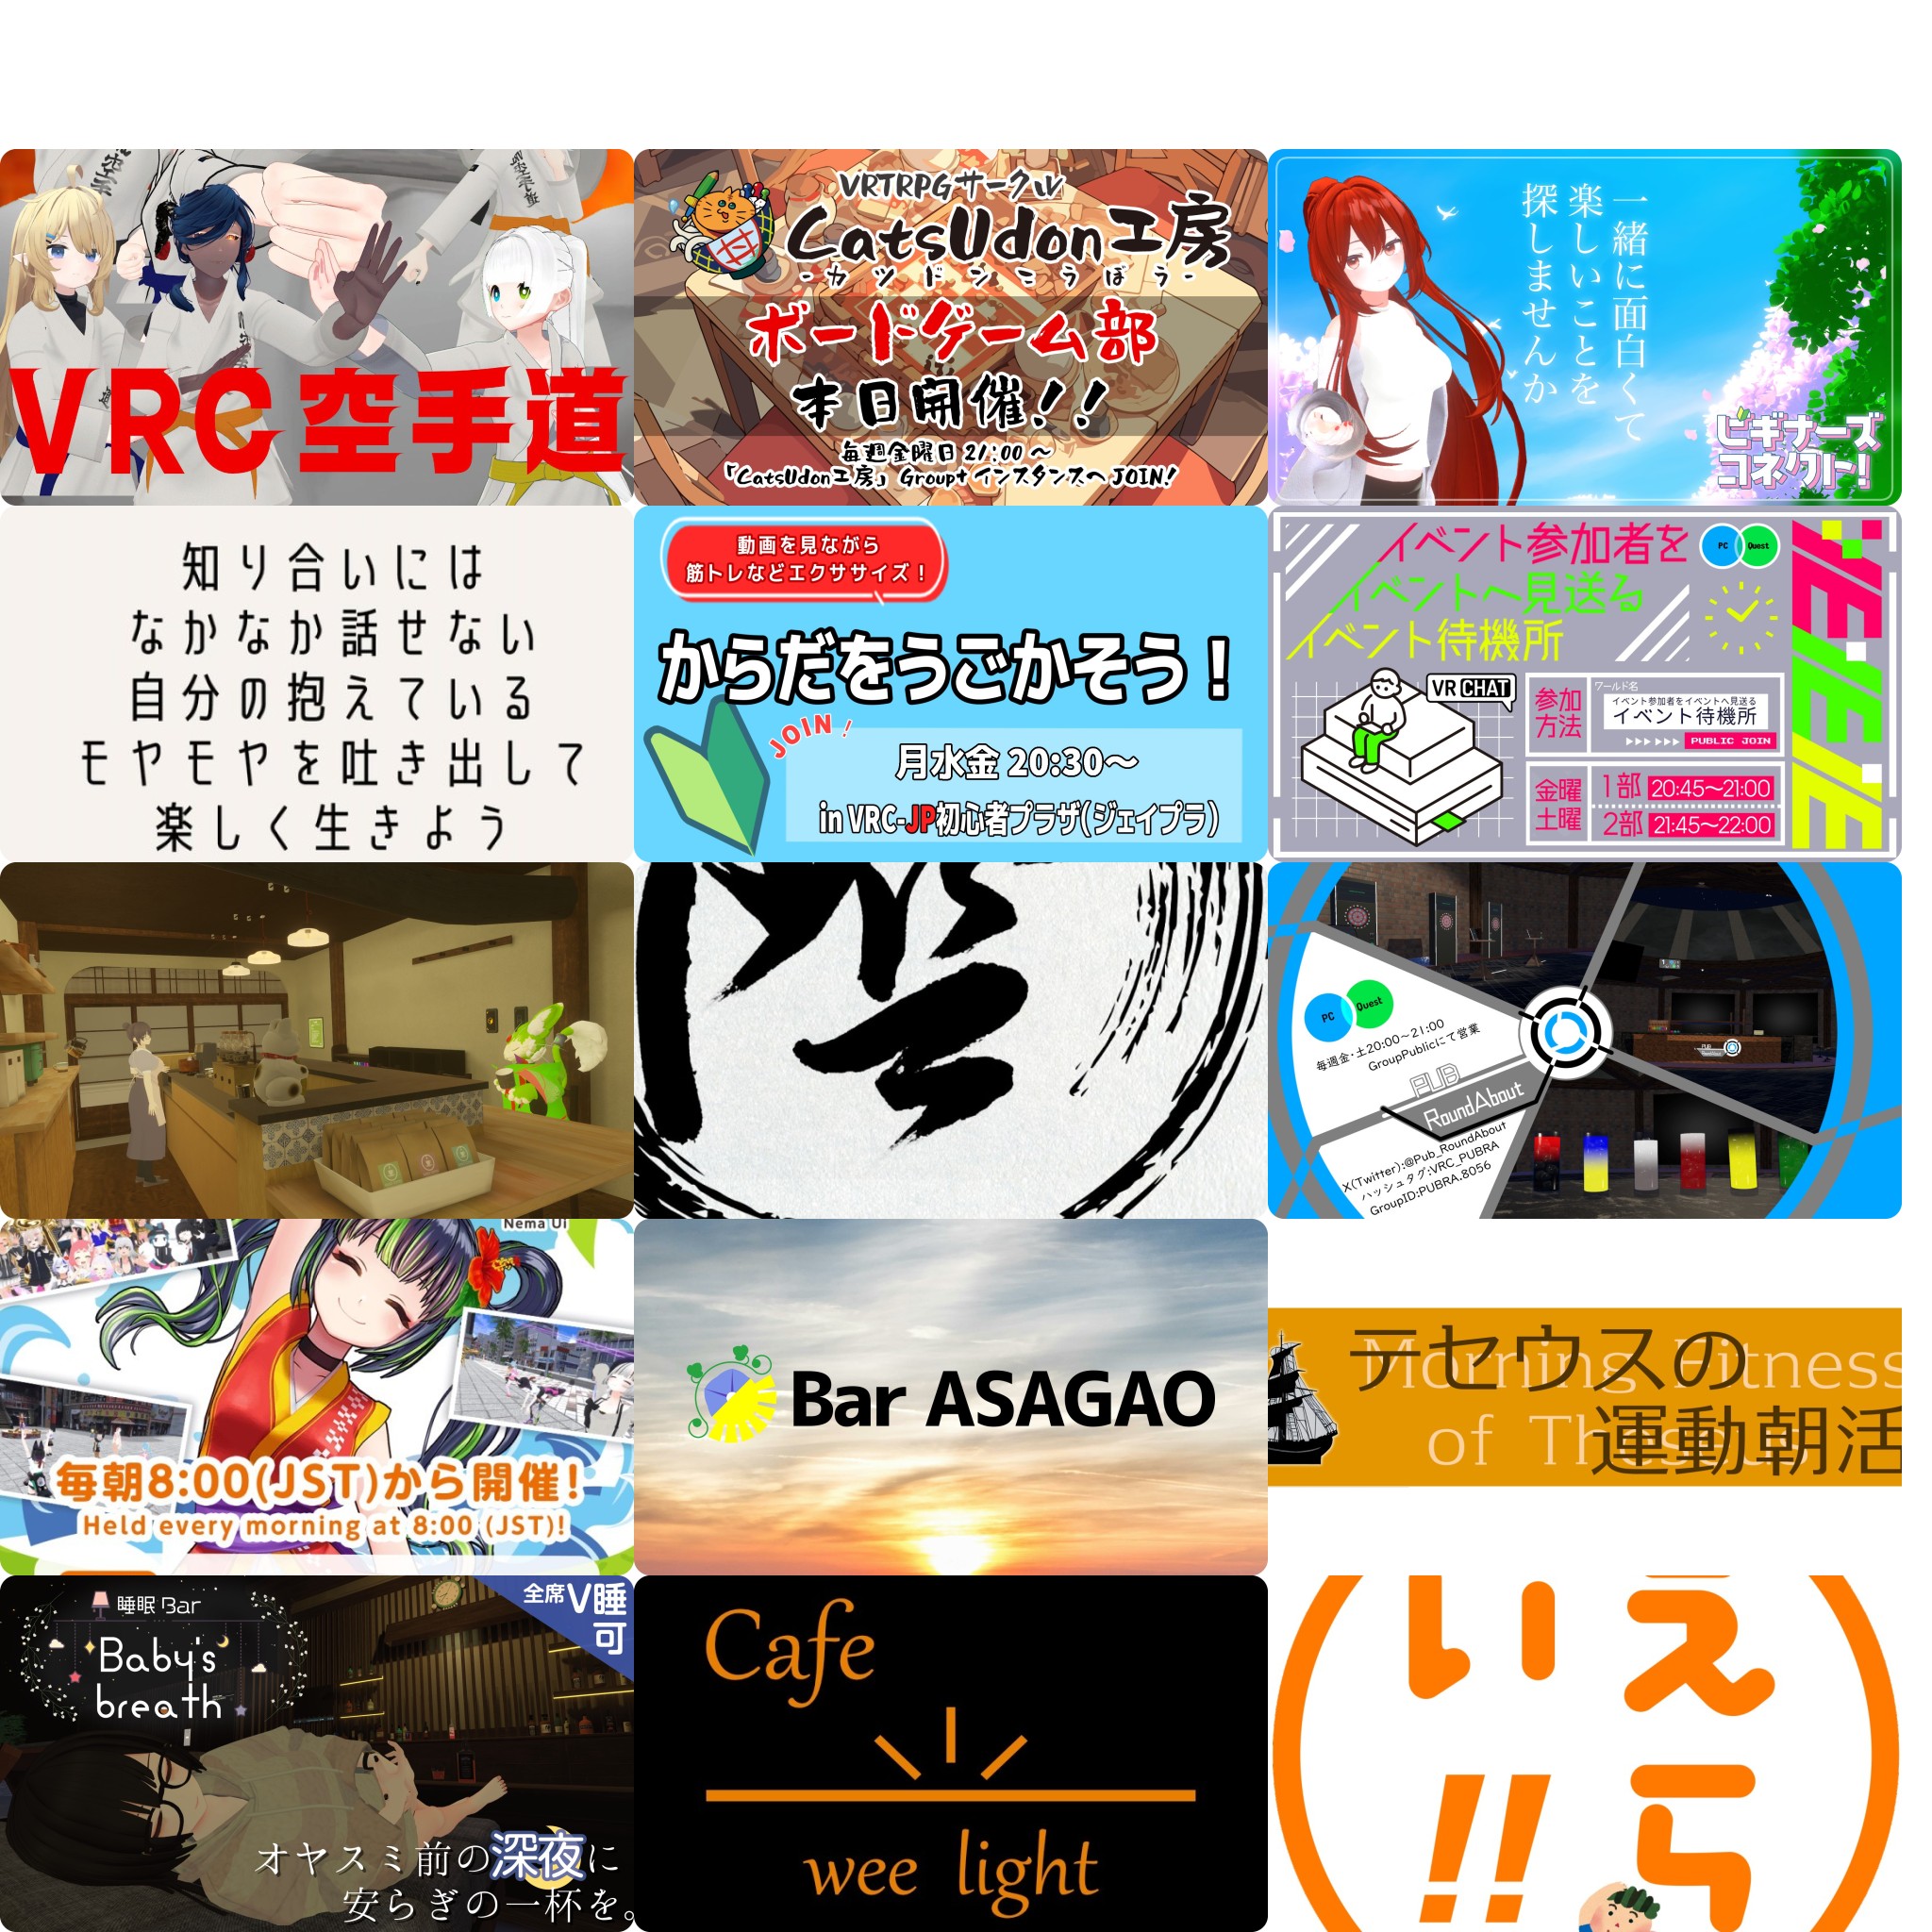 VRC空手道
VRTRPGサークル
CatsUdon工房
-カツドンこうぼう-
ボードゲーム部
本日開催!!
毎週金曜日 21:00 ～
「CatsUdon工房」 Group+ インスタンスへ JOIN!
一緒に面白くて
楽しいことを
探しませんか
ビギナーズ
コネクト!
知り合いには
なかなか話せない
自分の抱えている
モヤモヤを吐き出して
楽しく生きよう
動画を見ながら
筋トレなどエクササイズ！
からだをうごかそう！
JOIN！
月水金 20:30～
in VRC-JP初心者プラザ(ジェイプラ)
イベント参加者を
イベントへ見送る
イベント待機所
PC Quest
VRCHAT
参加
方法
ワールド名
イベント参加者をイベントへ見送る
イベント待機所
PUBLIC JOIN
金曜
土曜
1部 20:45～21:00
2部 21:45～22:00
PC Quest
毎週金・土20:00～21:00
GroupPublicにて営業
PUB
RoundAbout
X(Twitter):@Pub_RoundAbout
ハッシュタグ:VRC_PUBRA
GroupID:PUBRA.8056
Nema Ui
毎朝8:00(JST)から開催!
Held every morning at 8:00 (JST)!
Bar ASAGAO
テセウスの
Morning Fitness
運動朝活
of
睡眠 Bar
Baby's
breath
全席V睡
可
オヤスミ前の深夜に
安らぎの一杯を。
Cafe
wee light
えら
い!!